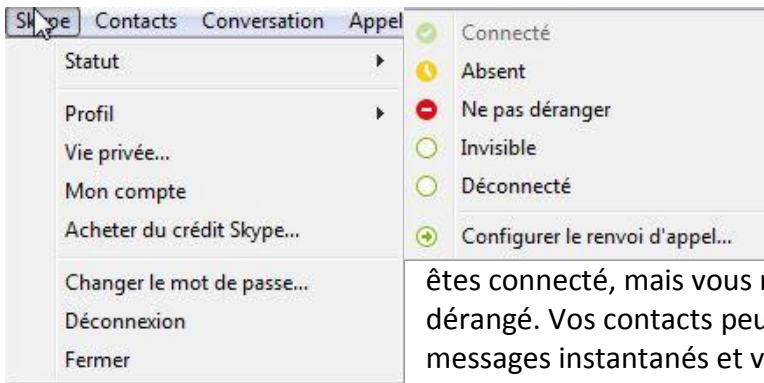 Skype Contacts Conversation Appel
Statut
Profil
Vie privée...
Mon compte
Acheter du crédit Skype...
Changer le mot de passe...
Déconnexion
Fermer
Connecté
Absent
Ne pas déranger
Invisible
Déconnecté
Configurer le renvoi d'appel...
êtes connecté, mais vous
dérangé. Vos contacts
messages instantanés et